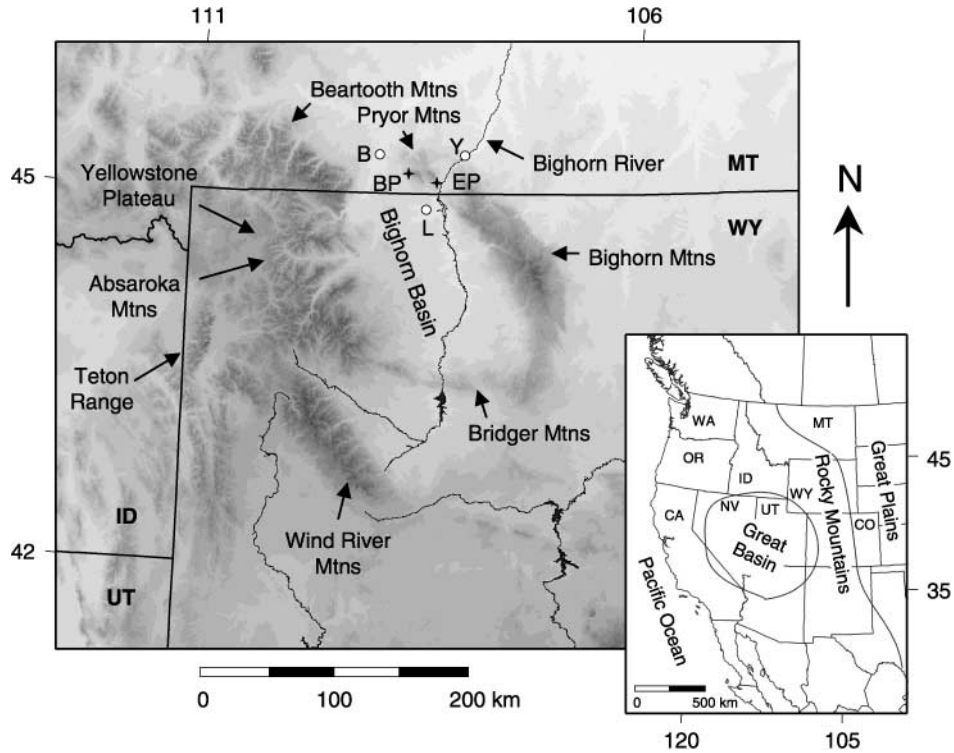 111
106
Beartooth Mtns
Pryor Mtns
B
Y
Bighorn River
MT
45
BP
EP
Yellowstone
Plateau
L
WY
N
Bighorn Basin
Bighorn Mtns
Absaroka
Mtns
Teton
Range
Bridger Mtns
Wind River
Mtns
ID
42
UT
0
100
200 km
WA
MT
OR
ID
WY
NV
UT
CA
CO
Great
Basin
Rocky Mountains
Great Plains
Pacific Ocean
45
35
0
500 km
120
105